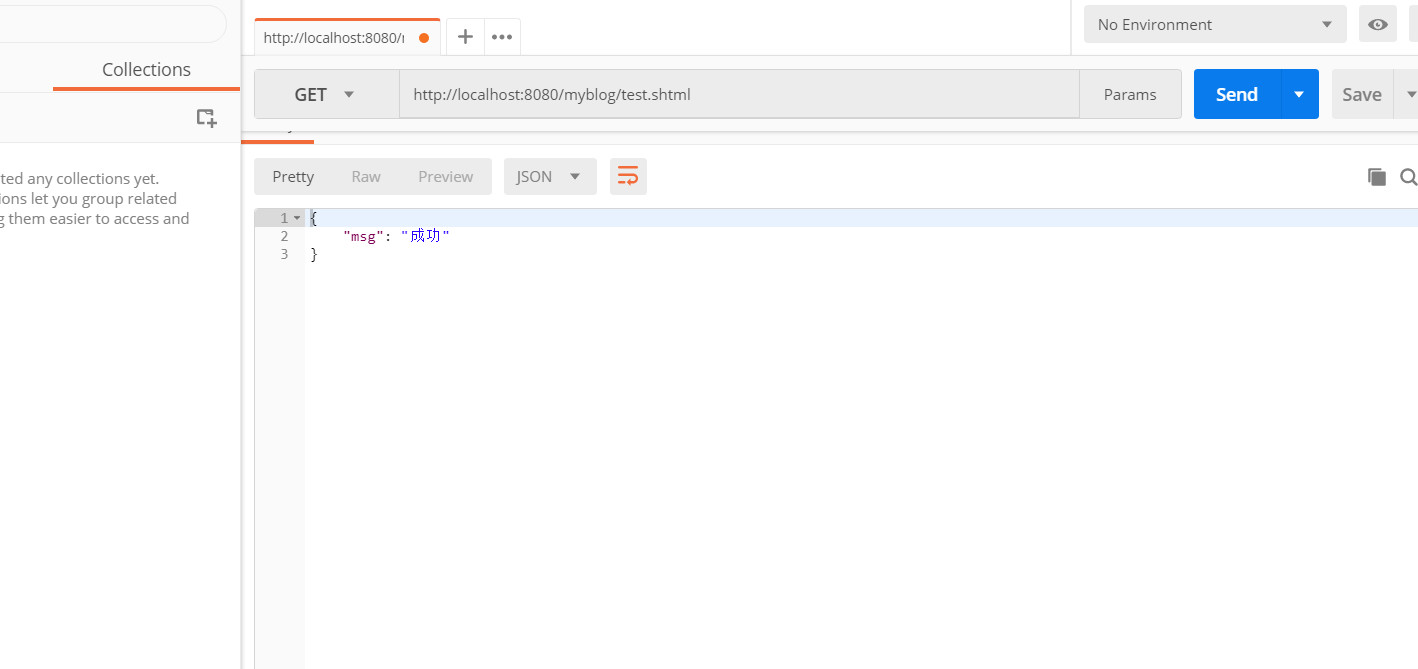 http://localhost:8080/
No Environment
Collections
GET
http://localhost:8080/myblog/test.shtml
Params
Send
Save
ted any collections yet.
ions let you group related
g them easier to access and
Pretty
Raw
Preview
JSON
1
{
2
"msg": "成功"
3
}